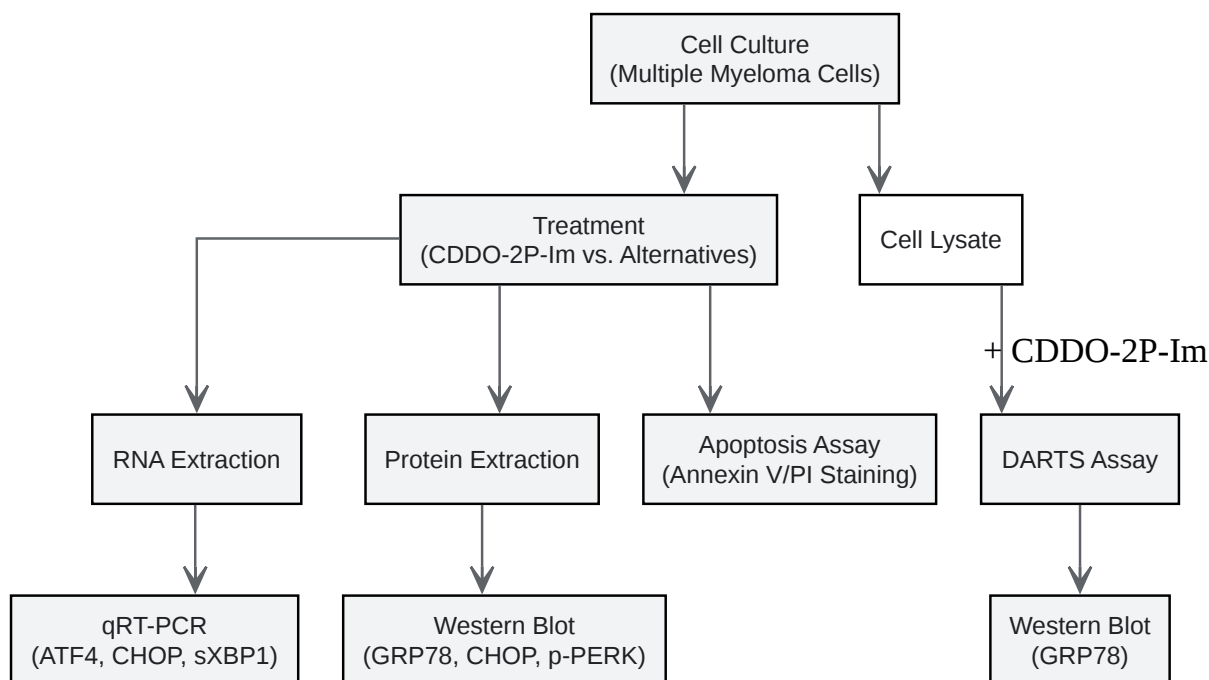 Cell Culture
(Multiple Myeloma Cells)
Treatment
(CDDO-2P-Im vs. Alternatives)
Cell Lysate
+ CDDO-2P-Im
RNA Extraction
Protein Extraction
Apoptosis Assay
(Annexin V/PI Staining)
DARTS Assay
qRT-PCR
(ATF4, CHOP, sXBP1)
Western Blot
(GRP78, CHOP, p-PERK)
Western Blot
(GRP78)